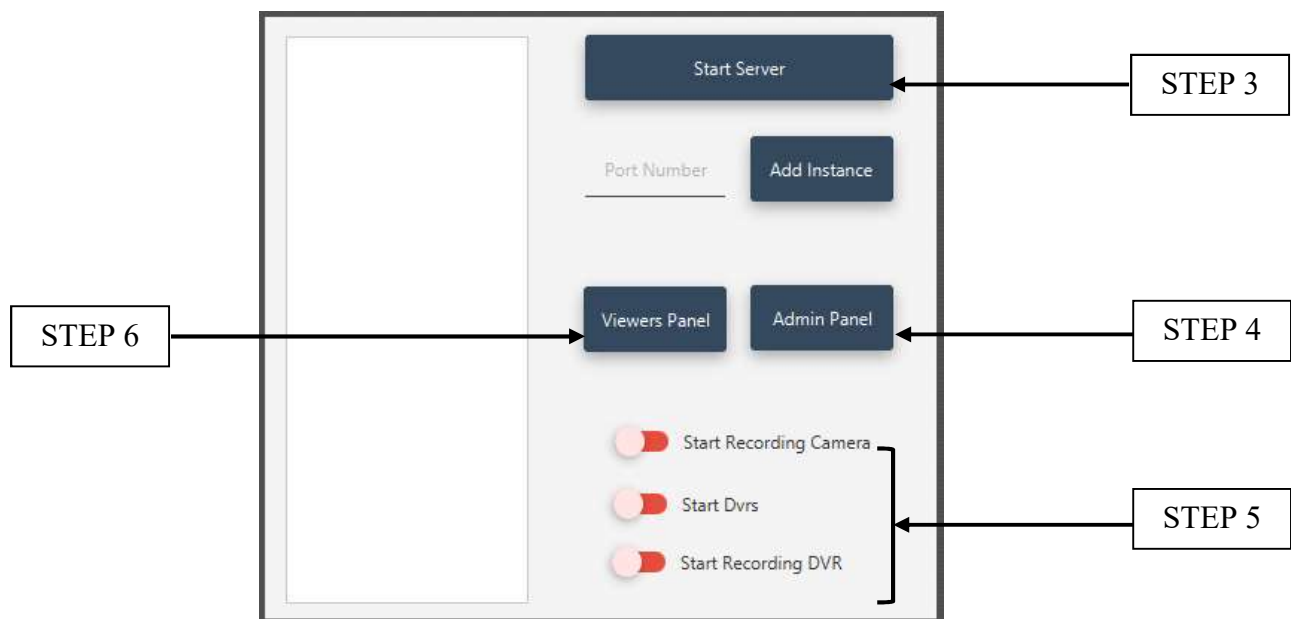 Start Server
STEP 3
Port Number
Add Instance
Viewers Panel
Admin Panel
STEP 6
STEP 4
Start Recording Camera
Start Dvrs
STEP 5
Start Recording DVR